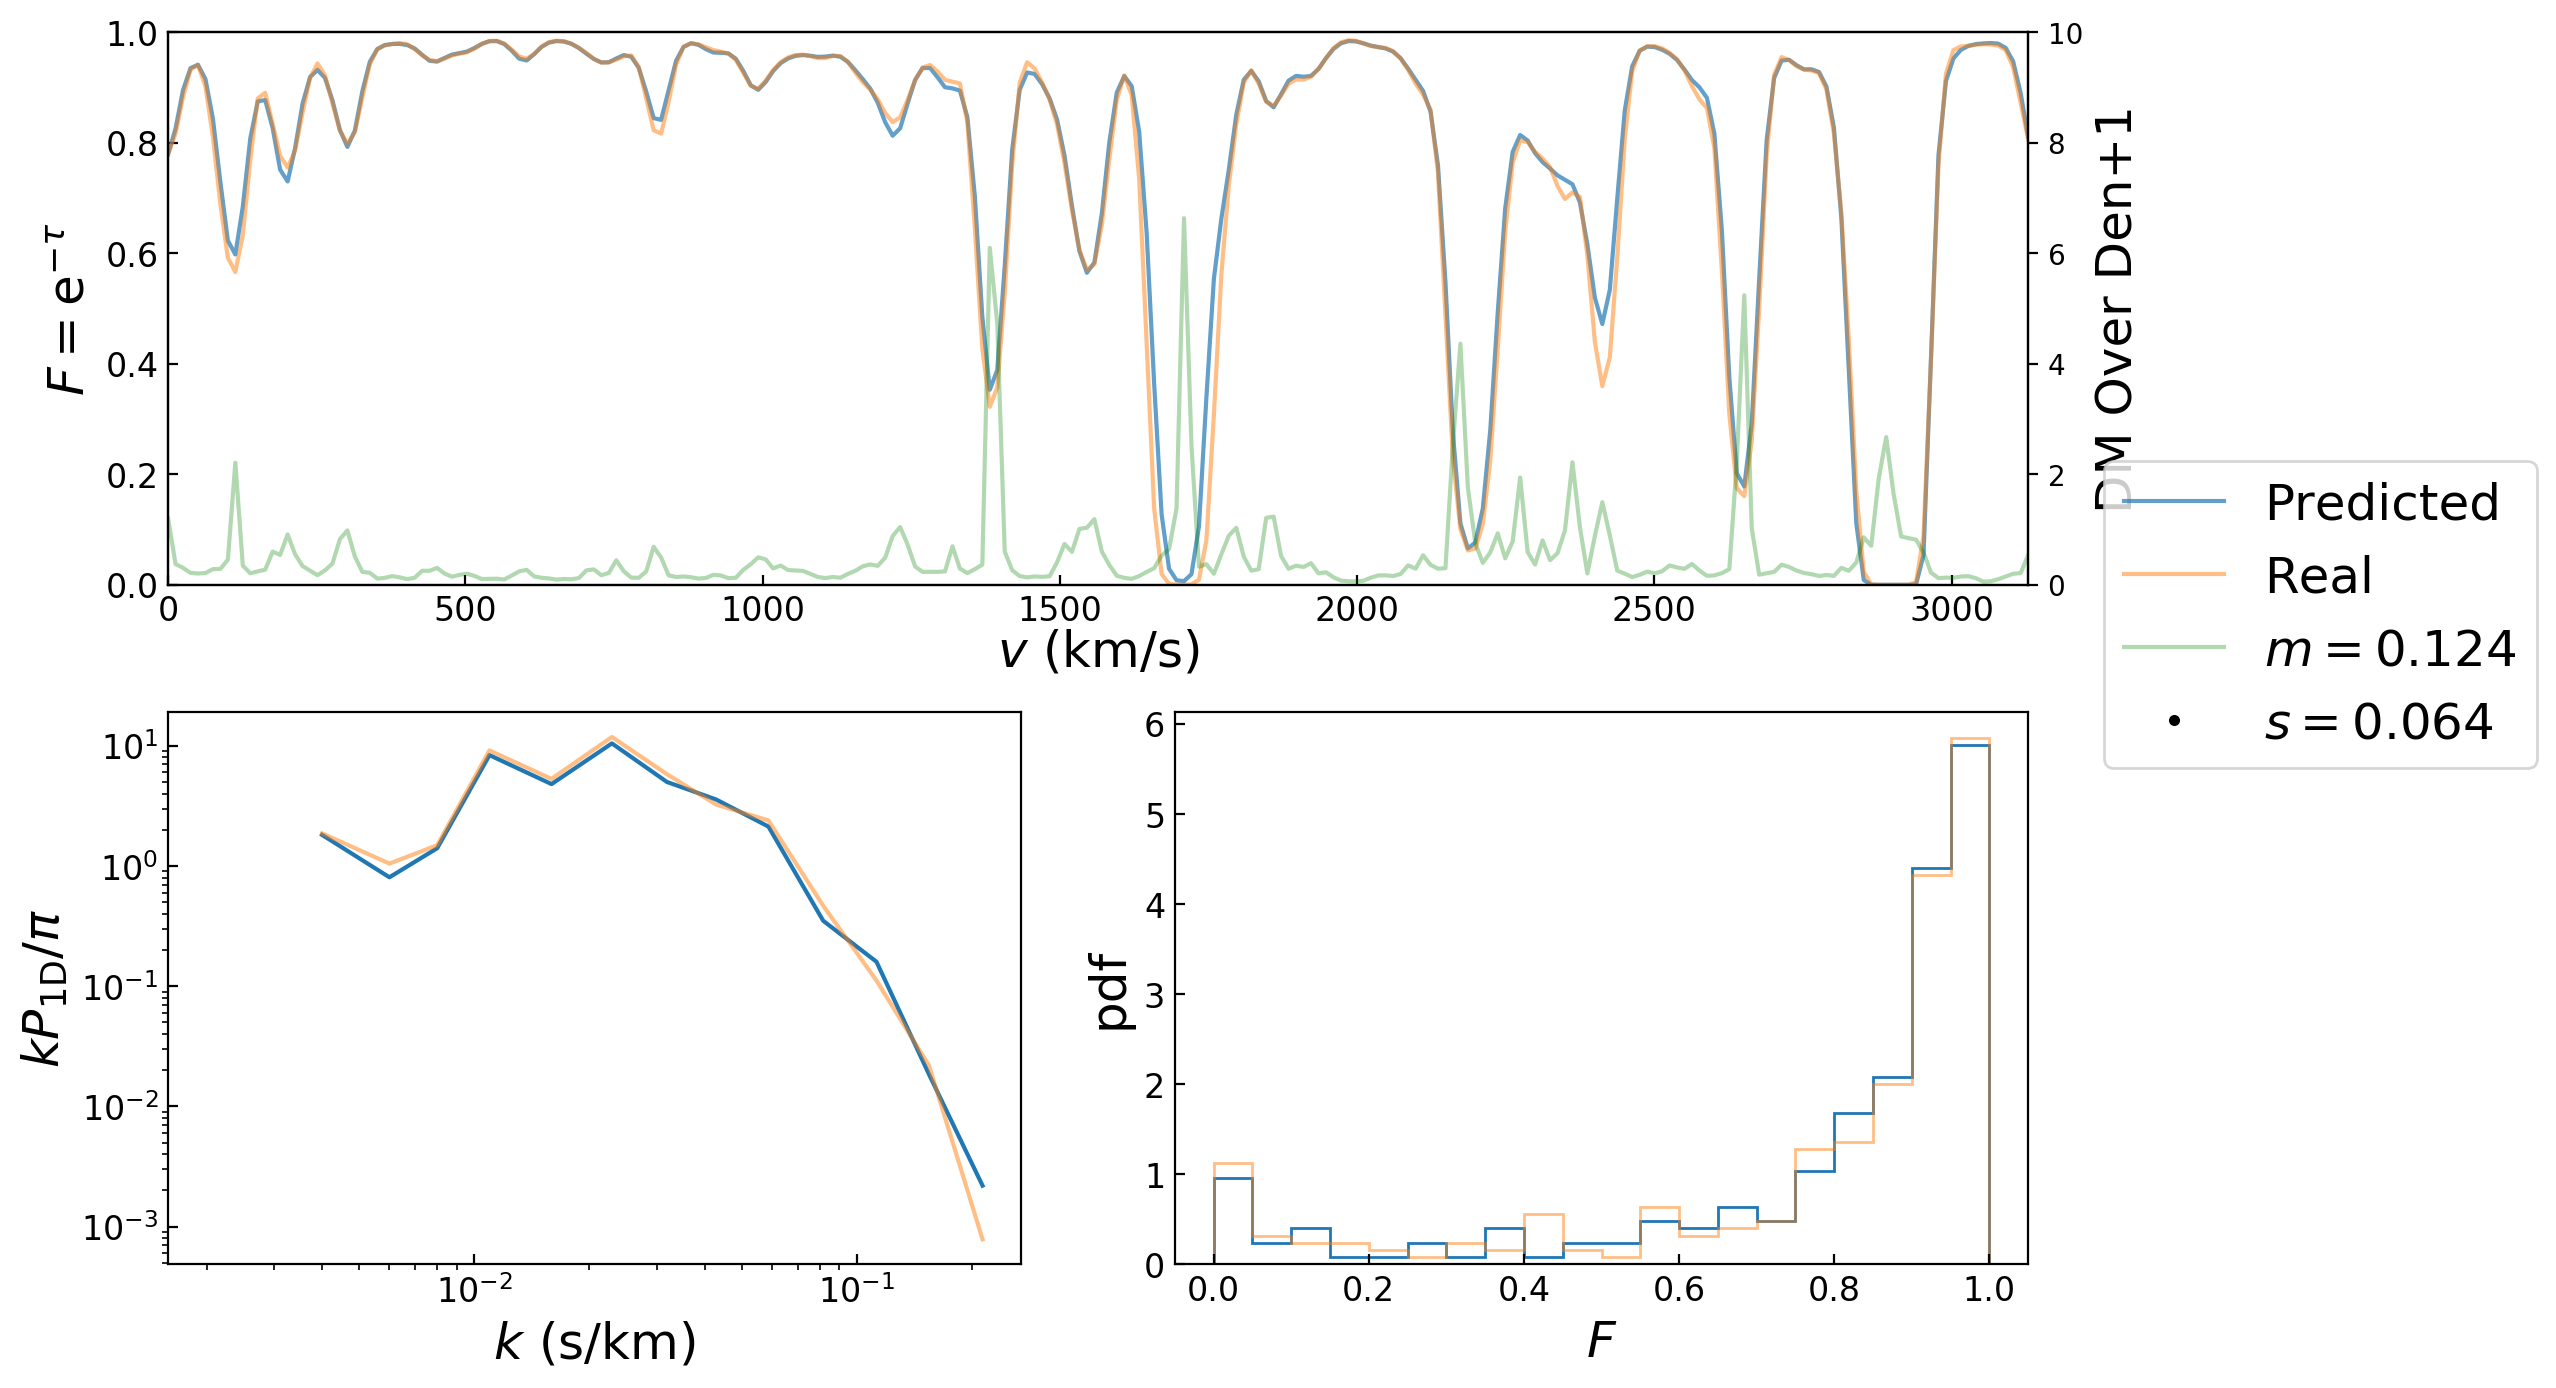 1.0
0.8
0.6
0.4
0.2
0.0
F = e^{-τ}
10
8
6
4
2
0
DM Over Den+1
0 500 1000 1500 2000 2500 3000
v (km/s)
Predicted
Real
m = 0.124
s = 0.064
10^1
10^0
10^{-1}
10^{-2}
10^{-3}
kP_{1D}/π
10^{-2} 10^{-1}
k (s/km)
6
5
4
3
2
1
0
pdf
0.0 0.2 0.4 0.6 0.8 1.0
F